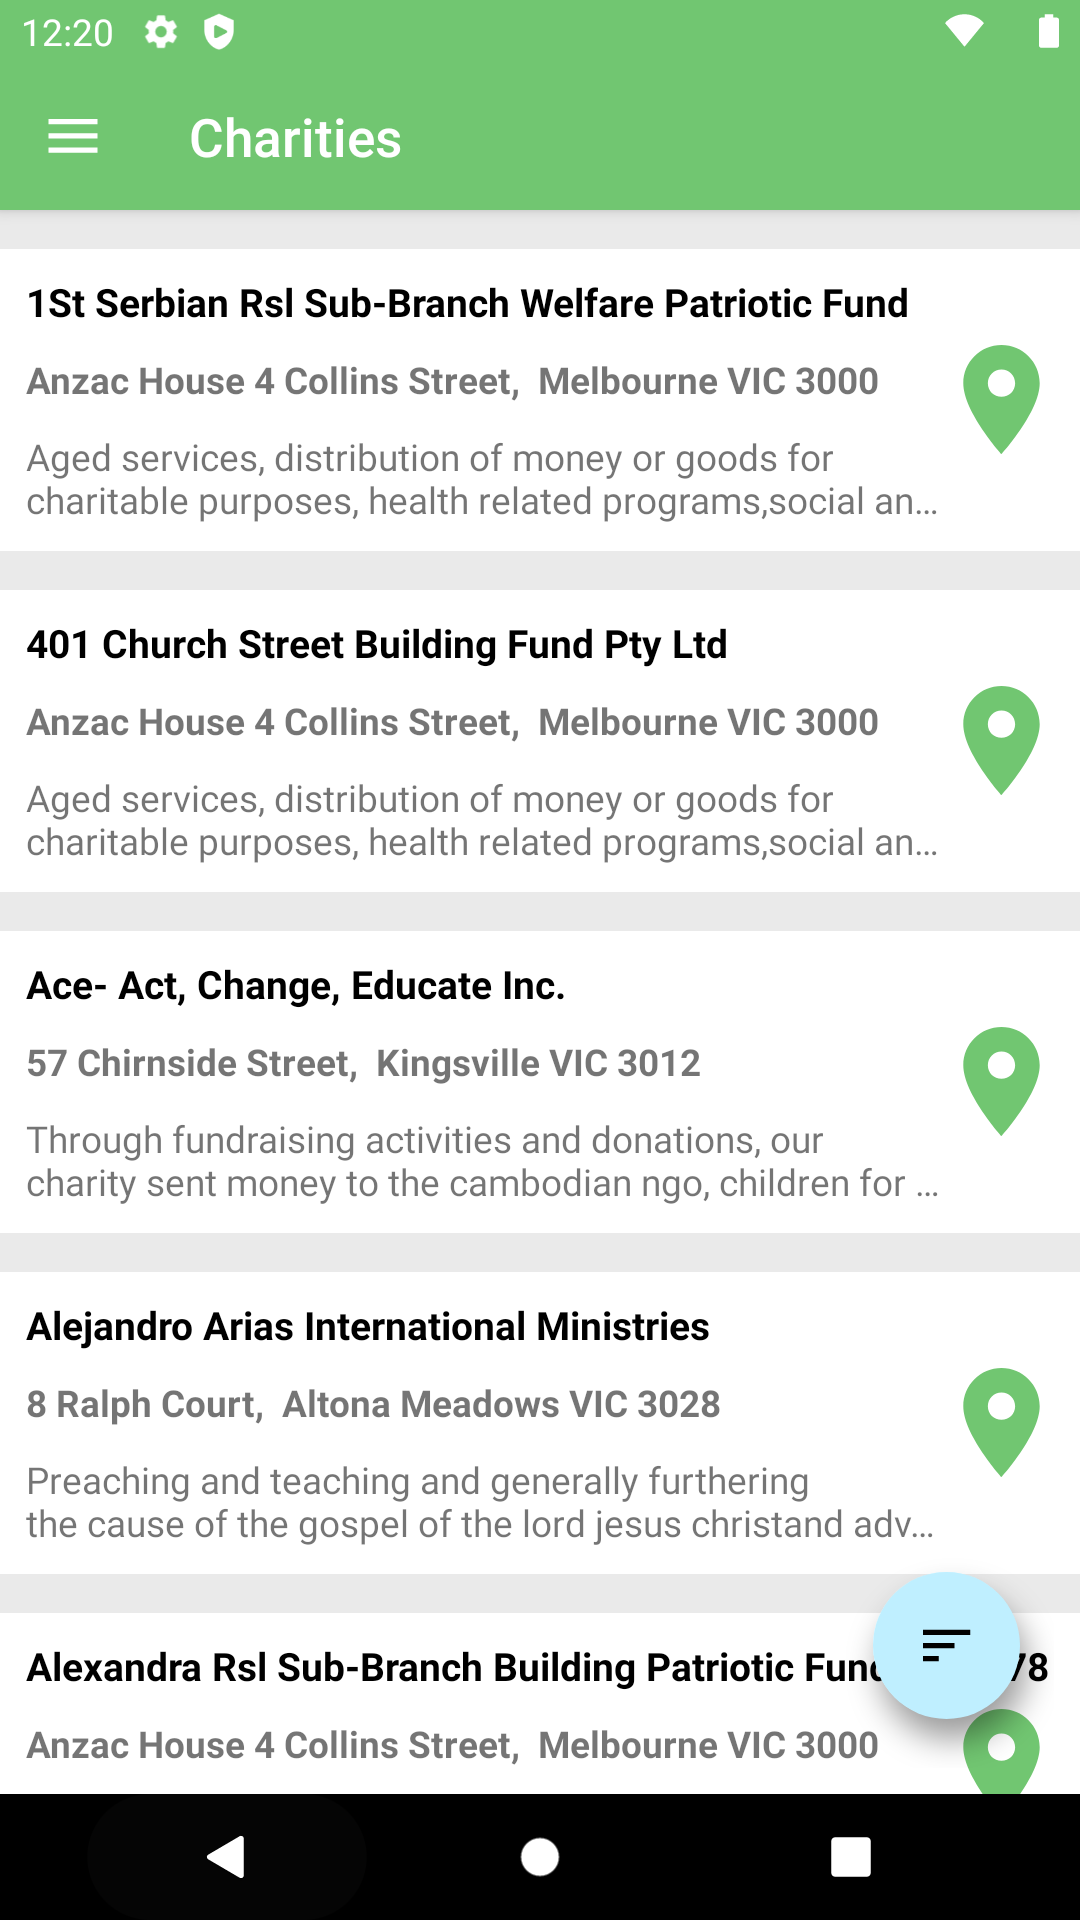 12:20
Charities
1St Serbian Rsl Sub-Branch Welfare Patriotic Fund
Anzac House 4 Collins Street,  Melbourne VIC 3000
Aged services, distribution of money or goods for
charitable purposes, health related programs,social an…
401 Church Street Building Fund Pty Ltd
Anzac House 4 Collins Street,  Melbourne VIC 3000
Aged services, distribution of money or goods for
charitable purposes, health related programs,social an…
Ace- Act, Change, Educate Inc.
57 Chirnside Street,  Kingsville VIC 3012
Through fundraising activities and donations, our
charity sent money to the cambodian ngo, children for …
Alejandro Arias International Ministries
8 Ralph Court,  Altona Meadows VIC 3028
Preaching and teaching and generally furthering
the cause of the gospel of the lord jesus christand adv…
Alexandra Rsl Sub-Branch Building Patriotic Fund
Anzac House 4 Collins Street,  Melbourne VIC 3000